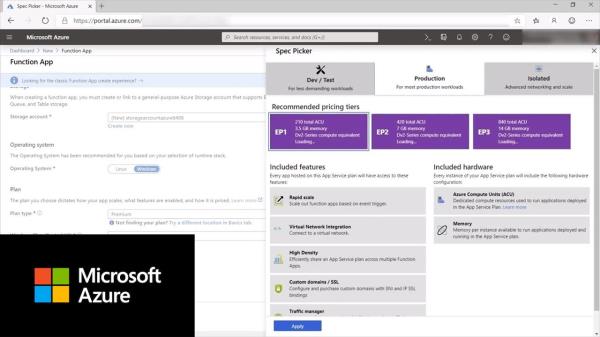 Spec Picker - Microsoft Azure
https://portal.azure.com/
Microsoft Azure
Search resources, services, and docs (G+/)
Dashboard > New > Function App
Function App
Looking for the classic Function App create experience? →
Storage
When creating a function app, you must create or link to a general-purpose Azure Storage account that supports
Queue, and Table storage.
Storage account *
(New) storageaccount
Create new
Operating system
The Operating System has been recommended for you based on your selection of runtime stack.
Operating System *
Linux
Windows
Plan
The plan you choose dictates how your app scales, what features are enabled, and how it is priced. Learn more
Plan type *
Premium
Not finding your plan? Try a different location in Basics tab.
Microsoft
Azure
Spec Picker
Dev / Test
For less demanding workloads
Production
For most production workloads
Isolated
Advanced networking and scale
Recommended pricing tiers
EP1
210 total ACU
3.5 GB memory
Dv2-Series compute equivalent
Loading...
EP2
420 total ACU
7 GB memory
Dv2-Series compute equivalent
Loading...
EP3
840 total ACU
14 GB memory
Dv2-Series compute equivalent
Loading...
Included features
Every app hosted on this App Service plan will have access to these
features:
Rapid scale
Scale out functions based on event trigger.
Virtual Network Integration
Connect to a virtual network.
High Density
Efficiently share an App Service plan across multiple Function
Apps.
Custom domains / SSL
Configure and purchase custom domains with SNI and IP SSL
bindings
Traffic manager
Included hardware
Every instance of your App Service plan will include the following hardware
configuration:
Azure Compute Units (ACU)
Dedicated compute resources used to run applications deployed
in the App Service Plan. Learn more
Memory
Memory per instance available to run applications deployed and
running in the App Service plan.
Apply